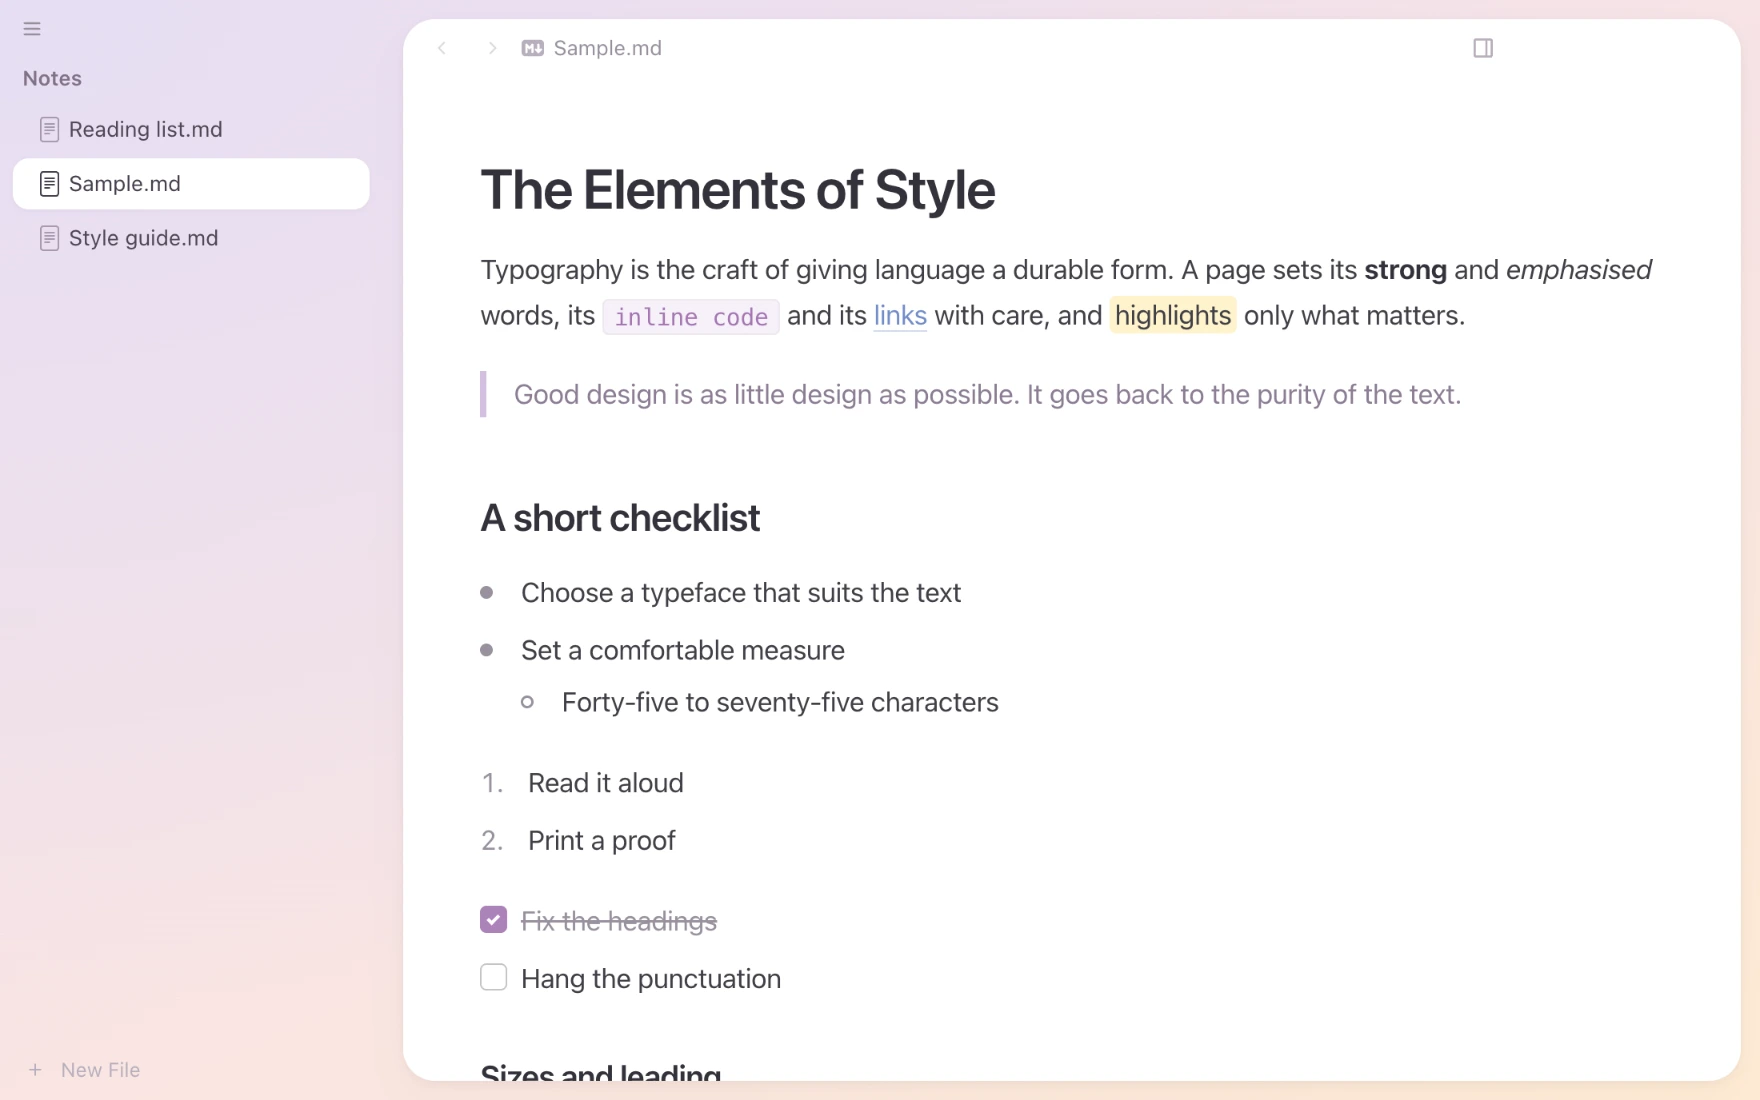 Notes
Reading list.md
Sample.md
Style guide.md
New File
M↓ Sample.md
The Elements of Style
Typography is the craft of giving language a durable form. A page sets its strong and emphasised
words, its inline code and its links with care, and highlights only what matters.
Good design is as little design as possible. It goes back to the purity of the text.
A short checklist
Choose a typeface that suits the text
Set a comfortable measure
Forty-five to seventy-five characters
1. Read it aloud
2. Print a proof
Fix the headings
Hang the punctuation
Sizes and leading